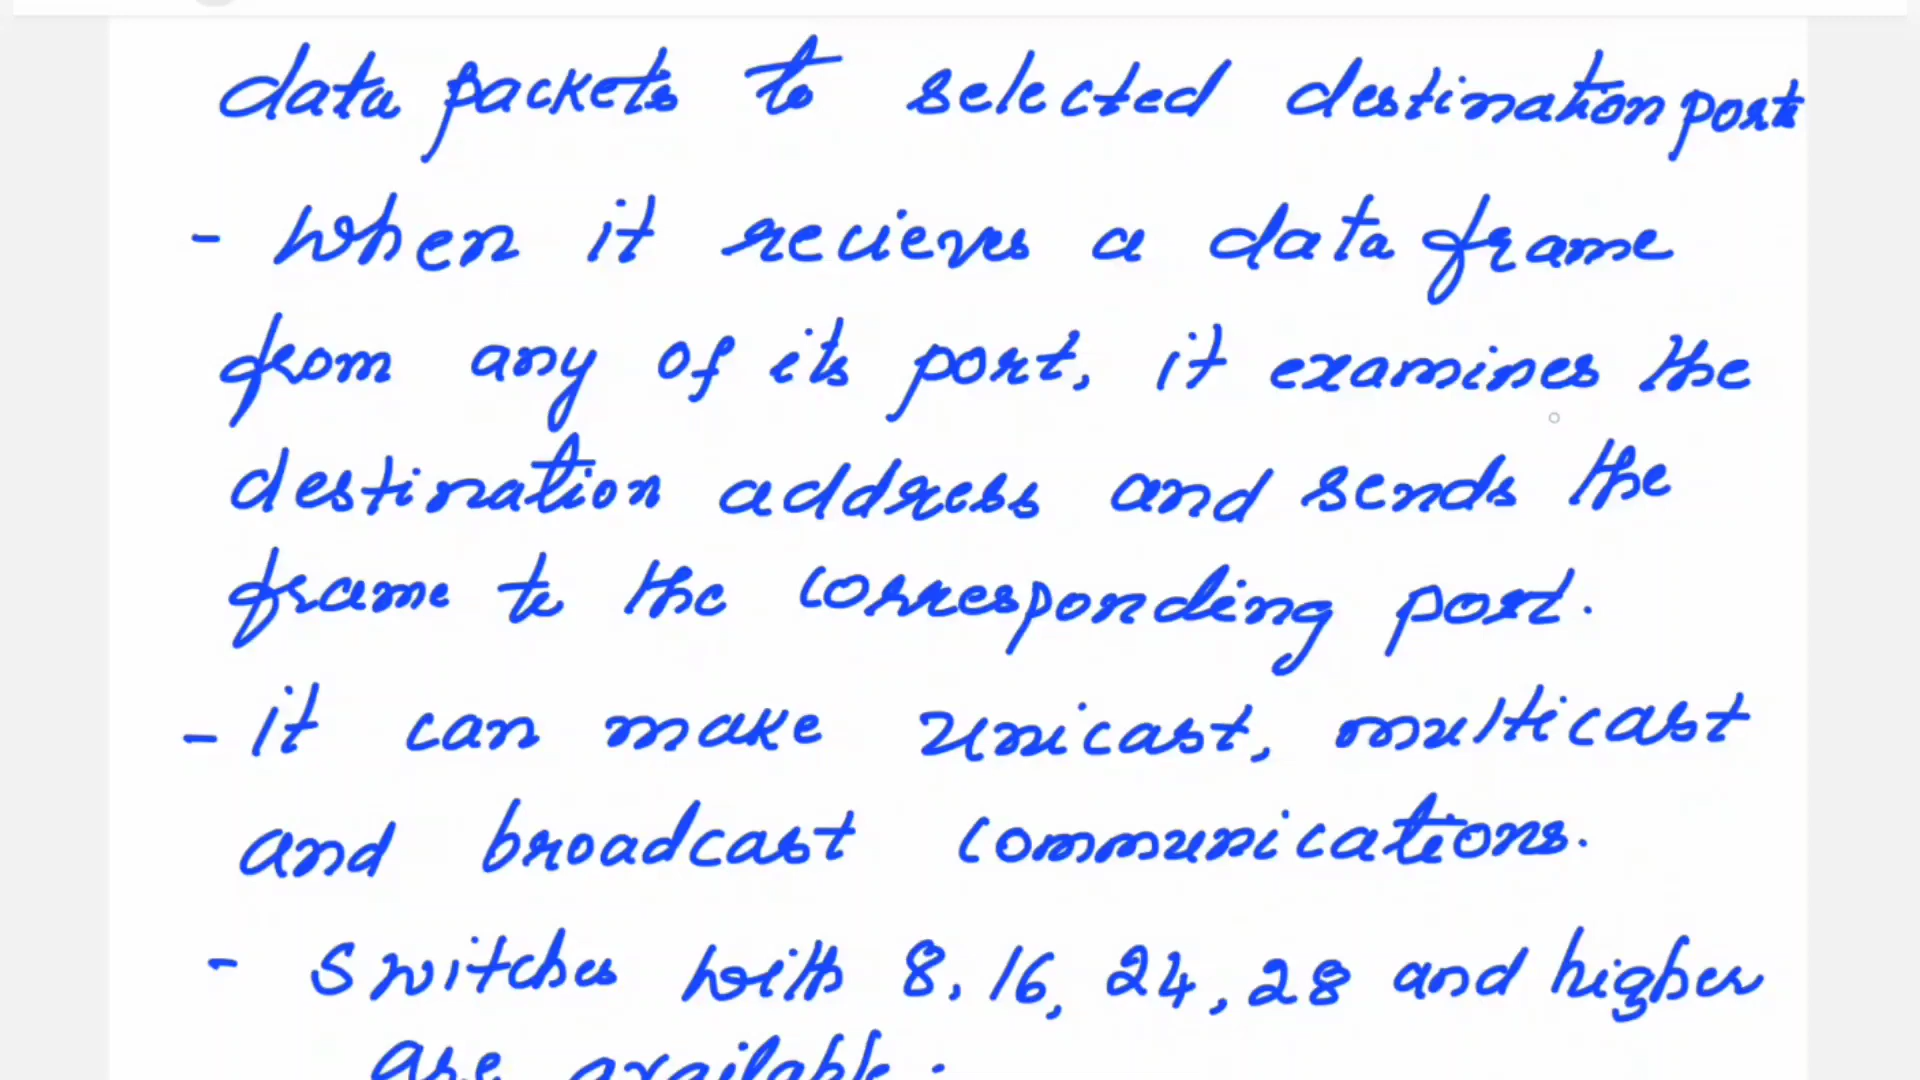 data packets to selected destination port
- when it recieves a data frame
from any of its port, it examines the
destination address and sends the
frame to the corresponding port.
- it can make unicast, multicast
and broadcast communications.
- Switches with 8, 16, 24, 28 and higher
are available.